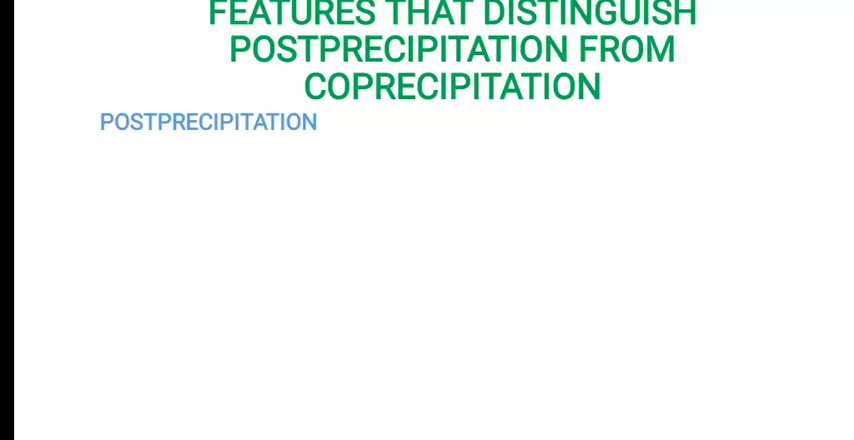 FEATURES THAT DISTINGUISH
POSTPRECIPITATION FROM
COPRECIPITATION
POSTPRECIPITATION